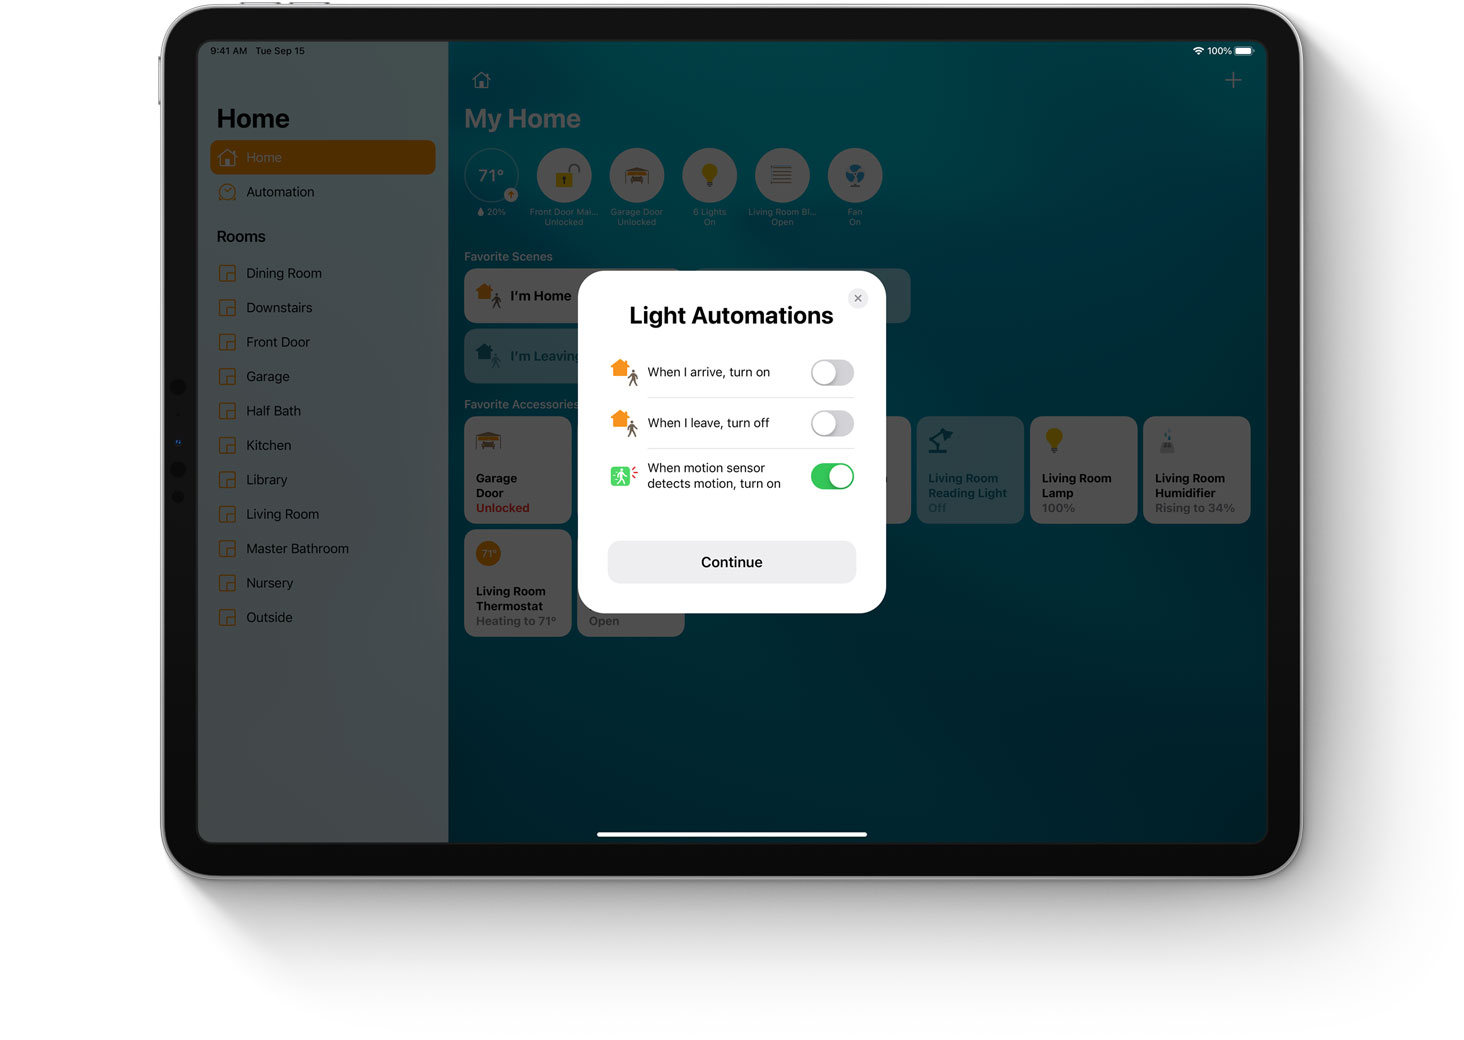 9:41 AM Tue Sep 15
100%
Home
Home
Automation
Rooms
Dining Room
Downstairs
Front Door
Garage
Half Bath
Kitchen
Library
Living Room
Master Bathroom
Nursery
Outside
My Home
71°
20%
Front Door Mai...
Unlocked
Garage Door
Unlocked
6 Lights
On
Living Room Bl...
Open
Fan
On
Favorite Scenes
I'm Home
I'm Leaving
Favorite Accessories
Garage
Door
Unlocked
Living Room
Reading Light
Off
Living Room
Lamp
100%
Living Room
Humidifier
Rising to 34%
71°
Living Room
Thermostat
Heating to 71°
Open
Light Automations
When I arrive, turn on
When I leave, turn off
When motion sensor
detects motion, turn on
Continue